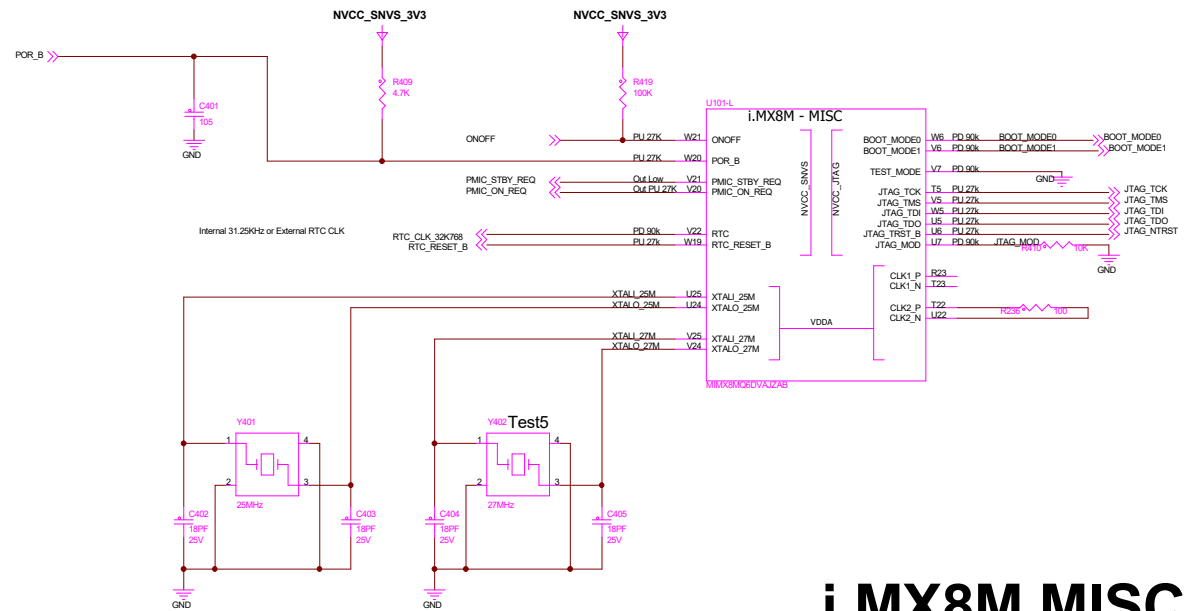 NVCC_SNVS_3V3
NVCC_SNVS_3V3
POR_B
R409
4.7K
R419
100K
C401
105
GND
U101-L
i.MX8M - MISC
ONOFF
PU 27K
W21
ONOFF
PU 27K
W20
POR_B
PMIC_STBY_REQ
Out Low
V21
PMIC_STBY_REQ
PMIC_ON_REQ
Out PU 27K
V20
PMIC_ON_REQ
Internal 31.25KHz or External RTC CLK
RTC_CLK_32K768
PD 90k
V22
RTC
RTC_RESET_B
PU 27k
W19
RTC_RESET_B
NVCC_SNVS
NVCC_JTAG
BOOT_MODE0
W6
PD 90k
BOOT_MODE0
BOOT_MODE0
BOOT_MODE1
V6
PD 90k
BOOT_MODE1
BOOT_MODE1
TEST_MODE
V7
PD 90k
GND
JTAG_TCK
T5
PU 27k
JTAG_TCK
JTAG_TMS
V5
PU 27k
JTAG_TMS
JTAG_TDI
W5
PU 27k
JTAG_TDI
JTAG_TDO
U5
PU 27k
JTAG_TDO
JTAG_TRST_B
U6
PU 27k
JTAG_NTRST
JTAG_MOD
U7
PD 90k
JTAG_MOD
R410
10K
GND
CLK1_P
R23
CLK1_N
T23
CLK2_P
T22
CLK2_N
U22
R236
100
XTALI_25M
U25
XTALI_25M
XTALO_25M
U24
XTALO_25M
VDDA
XTALI_27M
V25
XTALI_27M
XTALO_27M
V24
XTALO_27M
MIMX8MQ6DVAJZAB
Y401
1
4
2
3
25MHz
C402
18PF
25V
C403
18PF
25V
GND
Y402
Test5
1
4
2
3
27MHz
C404
18PF
25V
C405
18PF
25V
GND
i.MX8M MISC